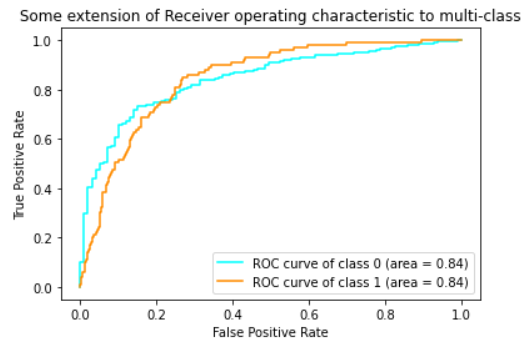 Some extension of Receiver operating characteristic to multi-class
1.0
0.8
0.6
0.4
0.2
0.0
True Positive Rate
ROC curve of class 0 (area = 0.84)
ROC curve of class 1 (area = 0.84)
0.0 0.2 0.4 0.6 0.8 1.0
False Positive Rate